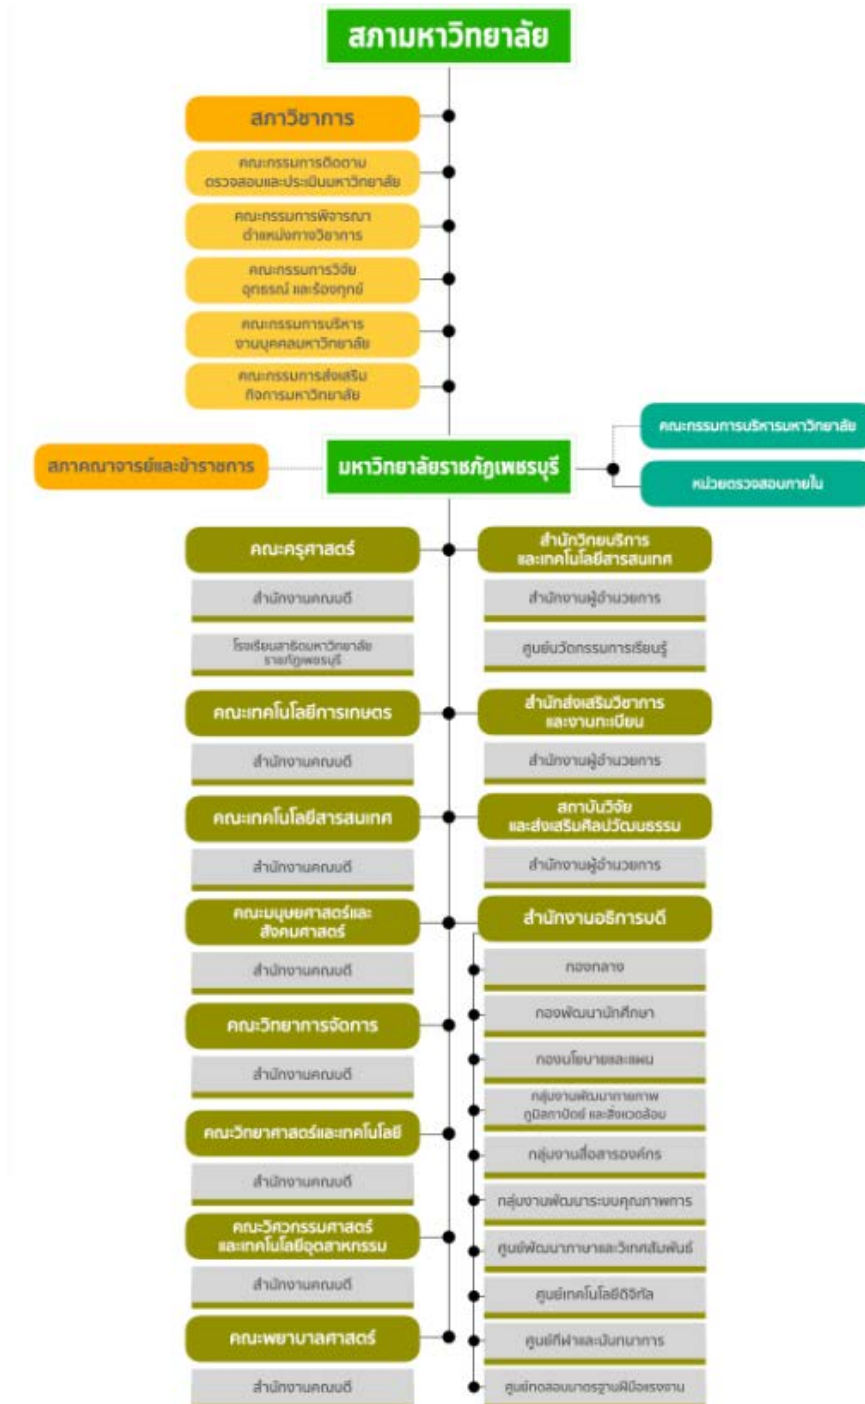 สภามหาวิทยาลัย
สภาวิชาการ
คณะกรรมการติดตาม
ตรวจสอบและประเมินมหาวิทยาลัย
คณะกรรมการพิจารณา
ตำแหน่งทางวิชาการ
คณะกรรมการวิจัย
อุทธรณ์ และร้องทุกข์
คณะกรรมการบริหาร
งานบุคคลมหาวิทยาลัย
คณะกรรมการส่งเสริม
กิจการมหาวิทยาลัย
คณะกรรมการบริหารมหาวิทยาลัย
สภาคณาจารย์และข้าราชการ
มหาวิทยาลัยราชภัฏเพชรบุรี
หน่วยตรวจสอบภายใน
คณะครุศาสตร์
สำนักงานคณบดี
โรงเรียนสาธิตมหาวิทยาลัย
ราชภัฏเพชรบุรี
คณะเทคโนโลยีการเกษตร
สำนักงานคณบดี
คณะเทคโนโลยีสารสนเทศ
สำนักงานคณบดี
คณะมนุษยศาสตร์และ
สังคมศาสตร์
สำนักงานคณบดี
คณะวิทยาการจัดการ
สำนักงานคณบดี
คณะวิทยาศาสตร์และเทคโนโลยี
สำนักงานคณบดี
คณะวิศวกรรมศาสตร์
และเทคโนโลยีอุตสาหกรรม
สำนักงานคณบดี
คณะพยาบาลศาสตร์
สำนักงานคณบดี
สำนักวิทยบริการ
และเทคโนโลยีสารสนเทศ
สำนักงานผู้อำนวยการ
ศูนย์นวัตกรรมการเรียนรู้
สำนักส่งเสริมวิชาการ
และงานทะเบียน
สำนักงานผู้อำนวยการ
สถาบันวิจัย
และส่งเสริมศิลปวัฒนธรรม
สำนักงานผู้อำนวยการ
สำนักงานอธิการบดี
กองกลาง
กองพัฒนานักศึกษา
กองนโยบายและแผน
กลุ่มงานพัฒนากายภาพ
ภูมิสถาปัตย์ และสิ่งแวดล้อม
กลุ่มงานสื่อสารองค์กร
กลุ่มงานพัฒนาระบบคุณภาพการ
ศูนย์พัฒนาภาษาและวิเทศสัมพันธ์
ศูนย์เทคโนโลยีดิจิทัล
ศูนย์กีฬาและนันทนาการ
ศูนย์ทดสอบมาตรฐานฝีมือแรงงาน